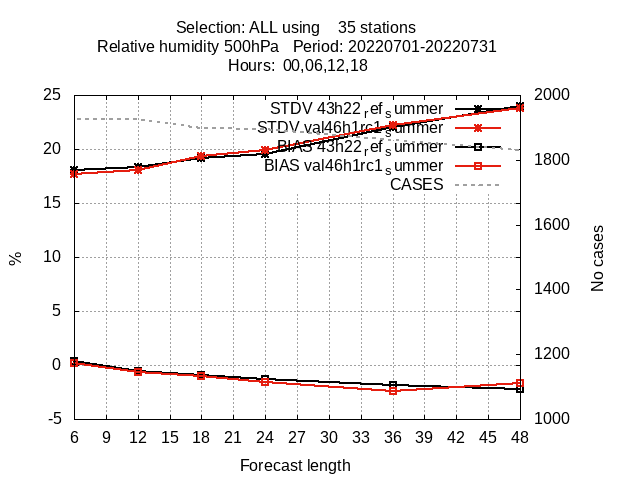 Selection: ALL using    35 stations
Relative humidity 500hPa   Period: 20220701-20220731
Hours: 00,06,12,18
25
20
15
10
5
0
-5
%
2000
1800
1600
1400
1200
1000
No cases
STDV 43h22_ref_summer
STDV val46h1rc1_summer
BIAS 43h22_ref_summer
BIAS val46h1rc1_summer
CASES
6 9 12 15 18 21 24 27 30 33 36 39 42 45 48
Forecast length